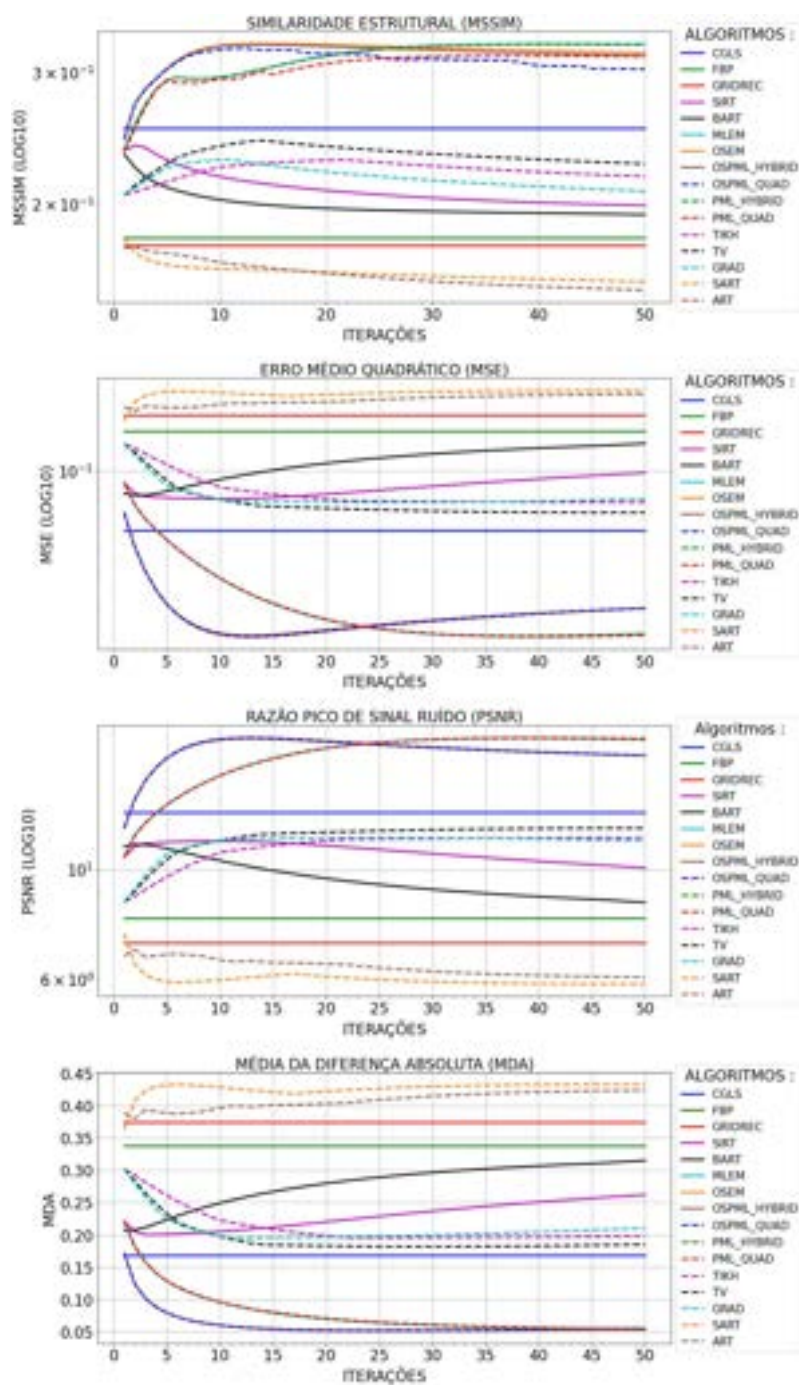 SIMILARIDADE ESTRUTURAL (MSSIM)
MSSIM (LOG10)
3 × 10⁻¹
2 × 10⁻¹
0 5 10 20 30 40 50
ITERAÇÕES
ALGORITMOS :
CGLS
FBP
GRIDREC
SIRT
BART
MLEM
OSEM
OSPML_HYBRID
OSPML_QUAD
PML_HYBRID
PML_QUAD
TIKH
TV
GRAD
SART
ART
ERRO MÉDIO QUADRÁTICO (MSE)
MSE (LOG10)
10⁻¹
0 5 10 15 20 25 30 35 40 45 50
ITERAÇÕES
ALGORITMOS :
CGLS
FBP
GRIDREC
SIRT
BART
MLEM
OSEM
OSPML_HYBRID
OSPML_QUAD
PML_HYBRID
PML_QUAD
TIKH
TV
GRAD
SART
ART
RAZÃO PICO DE SINAL RUÍDO (PSNR)
PSNR (LOG10)
10¹
6 × 10⁰
0 5 10 15 20 25 30 35 40 45 50
ITERAÇÕES
Algoritmos :
CGLS
FBP
GRIDREC
SIRT
BART
MLEM
OSEM
OSPML_HYBRID
OSPML_QUAD
PML_HYBRID
PML_QUAD
TIKH
TV
GRAD
SART
ART
MÉDIA DA DIFERENÇA ABSOLUTA (MDA)
MDA
0.45
0.40
0.35
0.30
0.25
0.20
0.15
0.10
0.05
0 5 10 15 20 25 30 35 40 45 50
ITERAÇÕES
ALGORITMOS :
CGLS
FBP
GRIDREC
SIRT
BART
MLEM
OSEM
OSPML_HYBRID
OSPML_QUAD
PML_HYBRID
PML_QUAD
TIKH
TV
GRAD
SART
ART